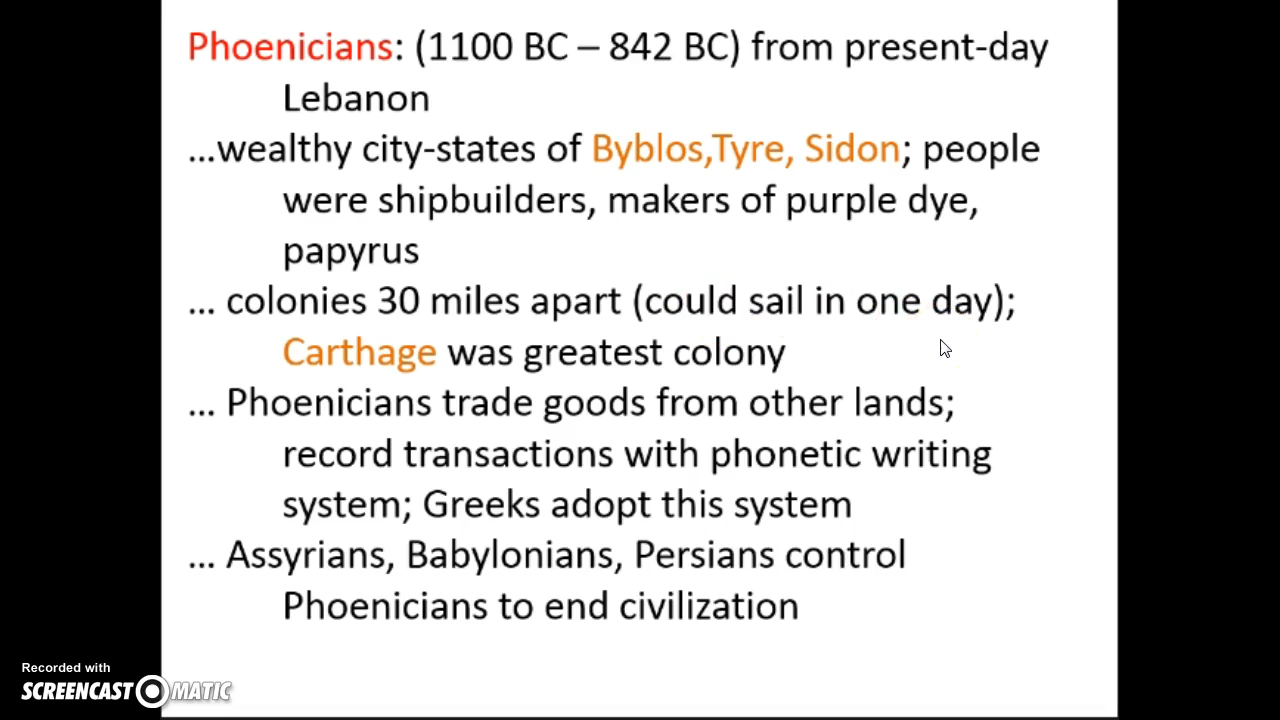 Phoenicians: (1100 BC – 842 BC) from present-day
Lebanon
...wealthy city-states of Byblos,Tyre, Sidon; people
were shipbuilders, makers of purple dye,
papyrus
... colonies 30 miles apart (could sail in one day);
Carthage was greatest colony
... Phoenicians trade goods from other lands;
record transactions with phonetic writing
system; Greeks adopt this system
... Assyrians, Babylonians, Persians control
Phoenicians to end civilization
Recorded with
SCREENCAST MATIC